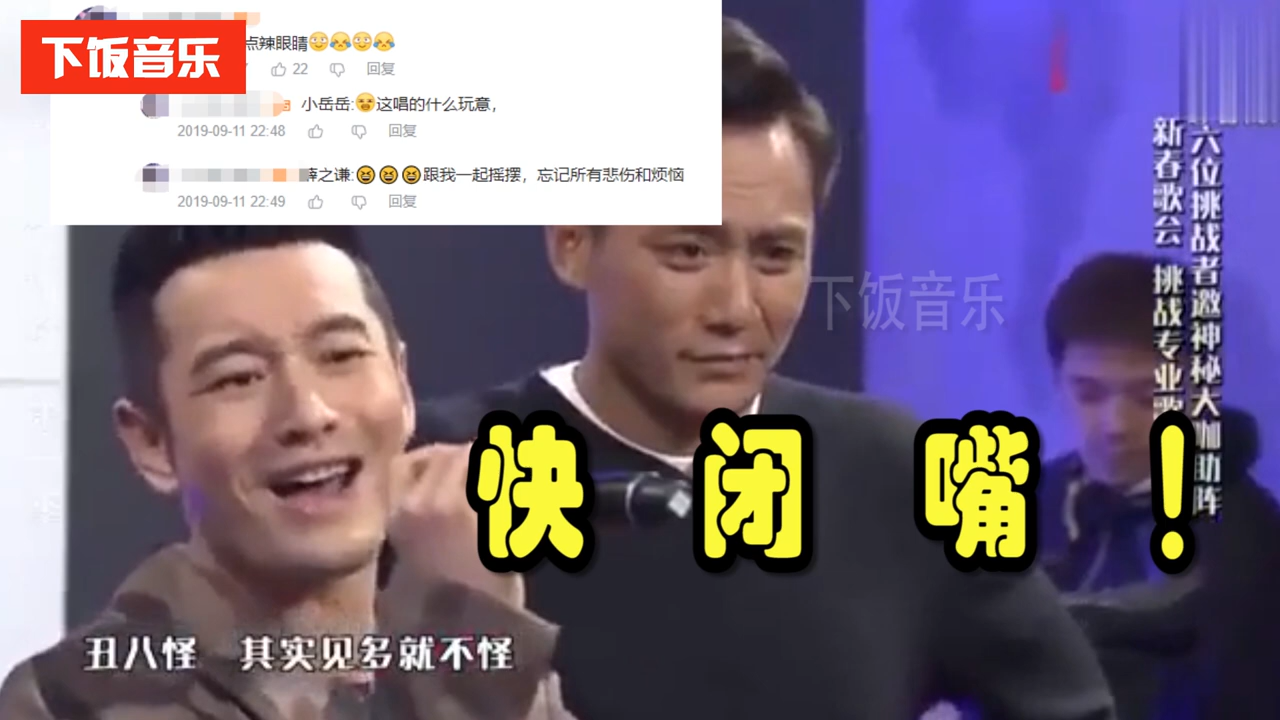 下饭音乐
点辣眼睛🙄😂🙄😂
22 回复
小岳岳:😲这唱的什么玩意，
2019-09-11 22:48 回复
薛之谦:😆😆😆跟我一起摇摆，忘记所有悲伤和烦恼
2019-09-11 22:49 回复
下饭音乐
六位挑战者邀神秘大咖助阵
新春歌会 挑战专业歌
快闭嘴！
丑八怪 其实见多就不怪